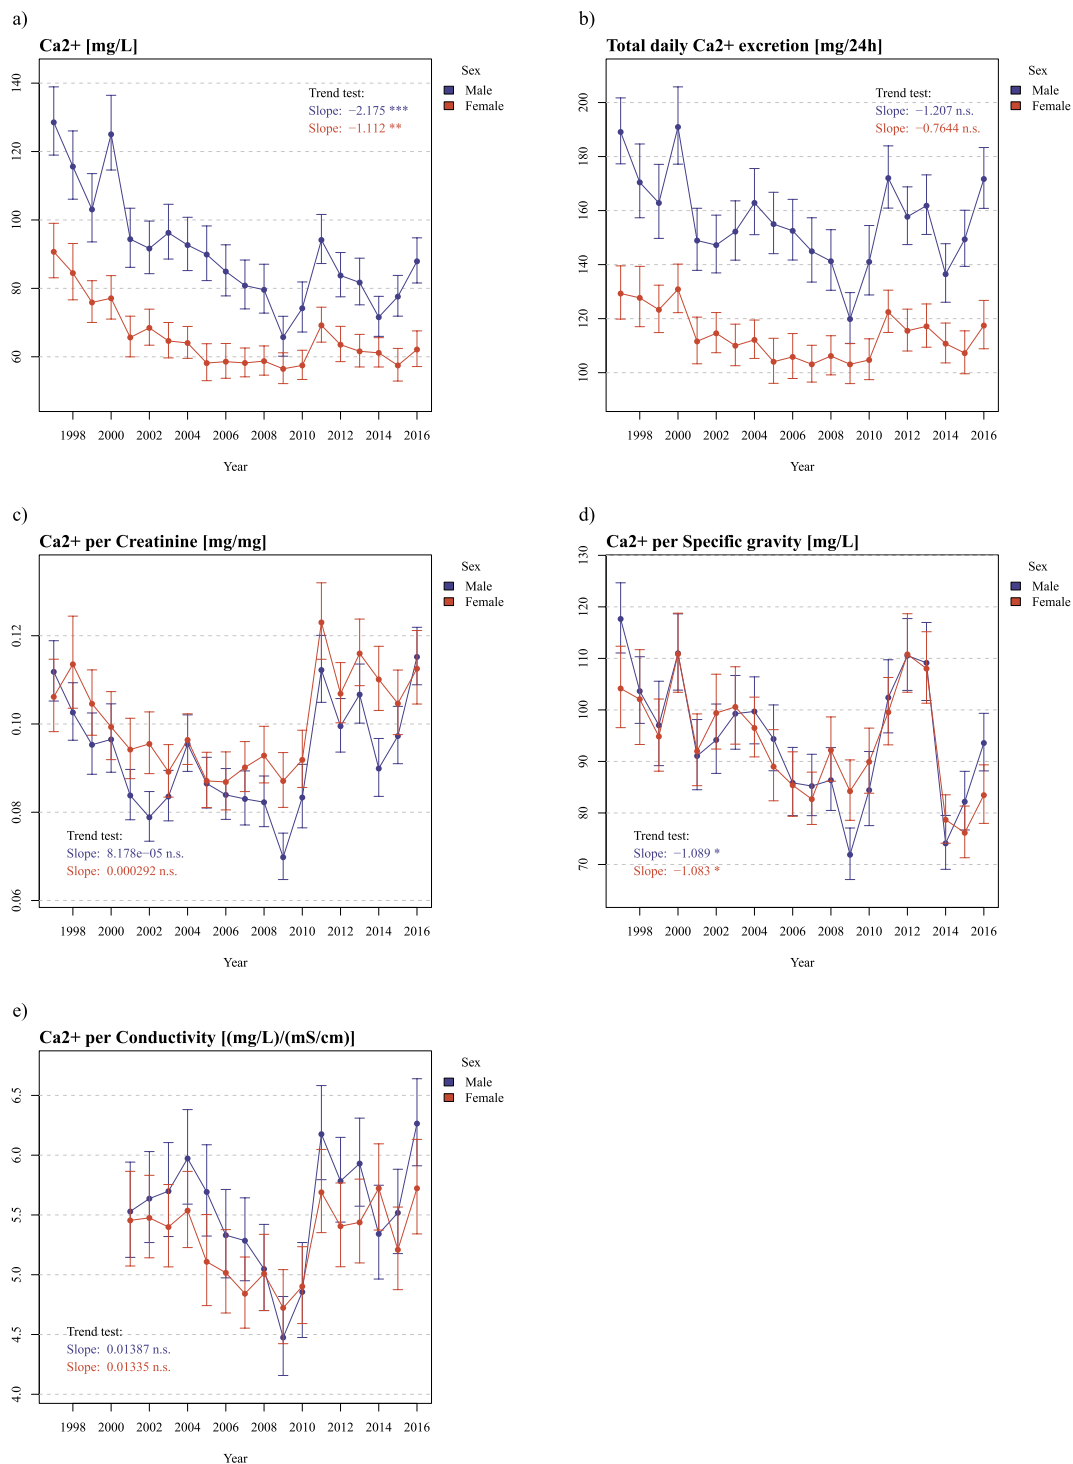 a)
Ca2+ [mg/L]
Sex
Male
Female
Trend test:
Slope: −2.175 ***
Slope: −1.112 **
140
120
100
80
60
1998 2000 2002 2004 2006 2008 2010 2012 2014 2016
Year
b)
Total daily Ca2+ excretion [mg/24h]
Sex
Male
Female
Trend test:
Slope: −1.207 n.s.
Slope: −0.7644 n.s.
200
180
160
140
120
100
1998 2000 2002 2004 2006 2008 2010 2012 2014 2016
Year
c)
Ca2+ per Creatinine [mg/mg]
Sex
Male
Female
0.12
0.10
0.08
0.06
Trend test:
Slope: 8.178e−05 n.s.
Slope: 0.000292 n.s.
1998 2000 2002 2004 2006 2008 2010 2012 2014 2016
Year
d)
Ca2+ per Specific gravity [mg/L]
Sex
Male
Female
130
120
110
100
90
80
70
Trend test:
Slope: −1.089 *
Slope: −1.083 *
1998 2000 2002 2004 2006 2008 2010 2012 2014 2016
Year
e)
Ca2+ per Conductivity [(mg/L)/(mS/cm)]
Sex
Male
Female
6.5
6.0
5.5
5.0
4.5
4.0
Trend test:
Slope: 0.01387 n.s.
Slope: 0.01335 n.s.
1998 2000 2002 2004 2006 2008 2010 2012 2014 2016
Year